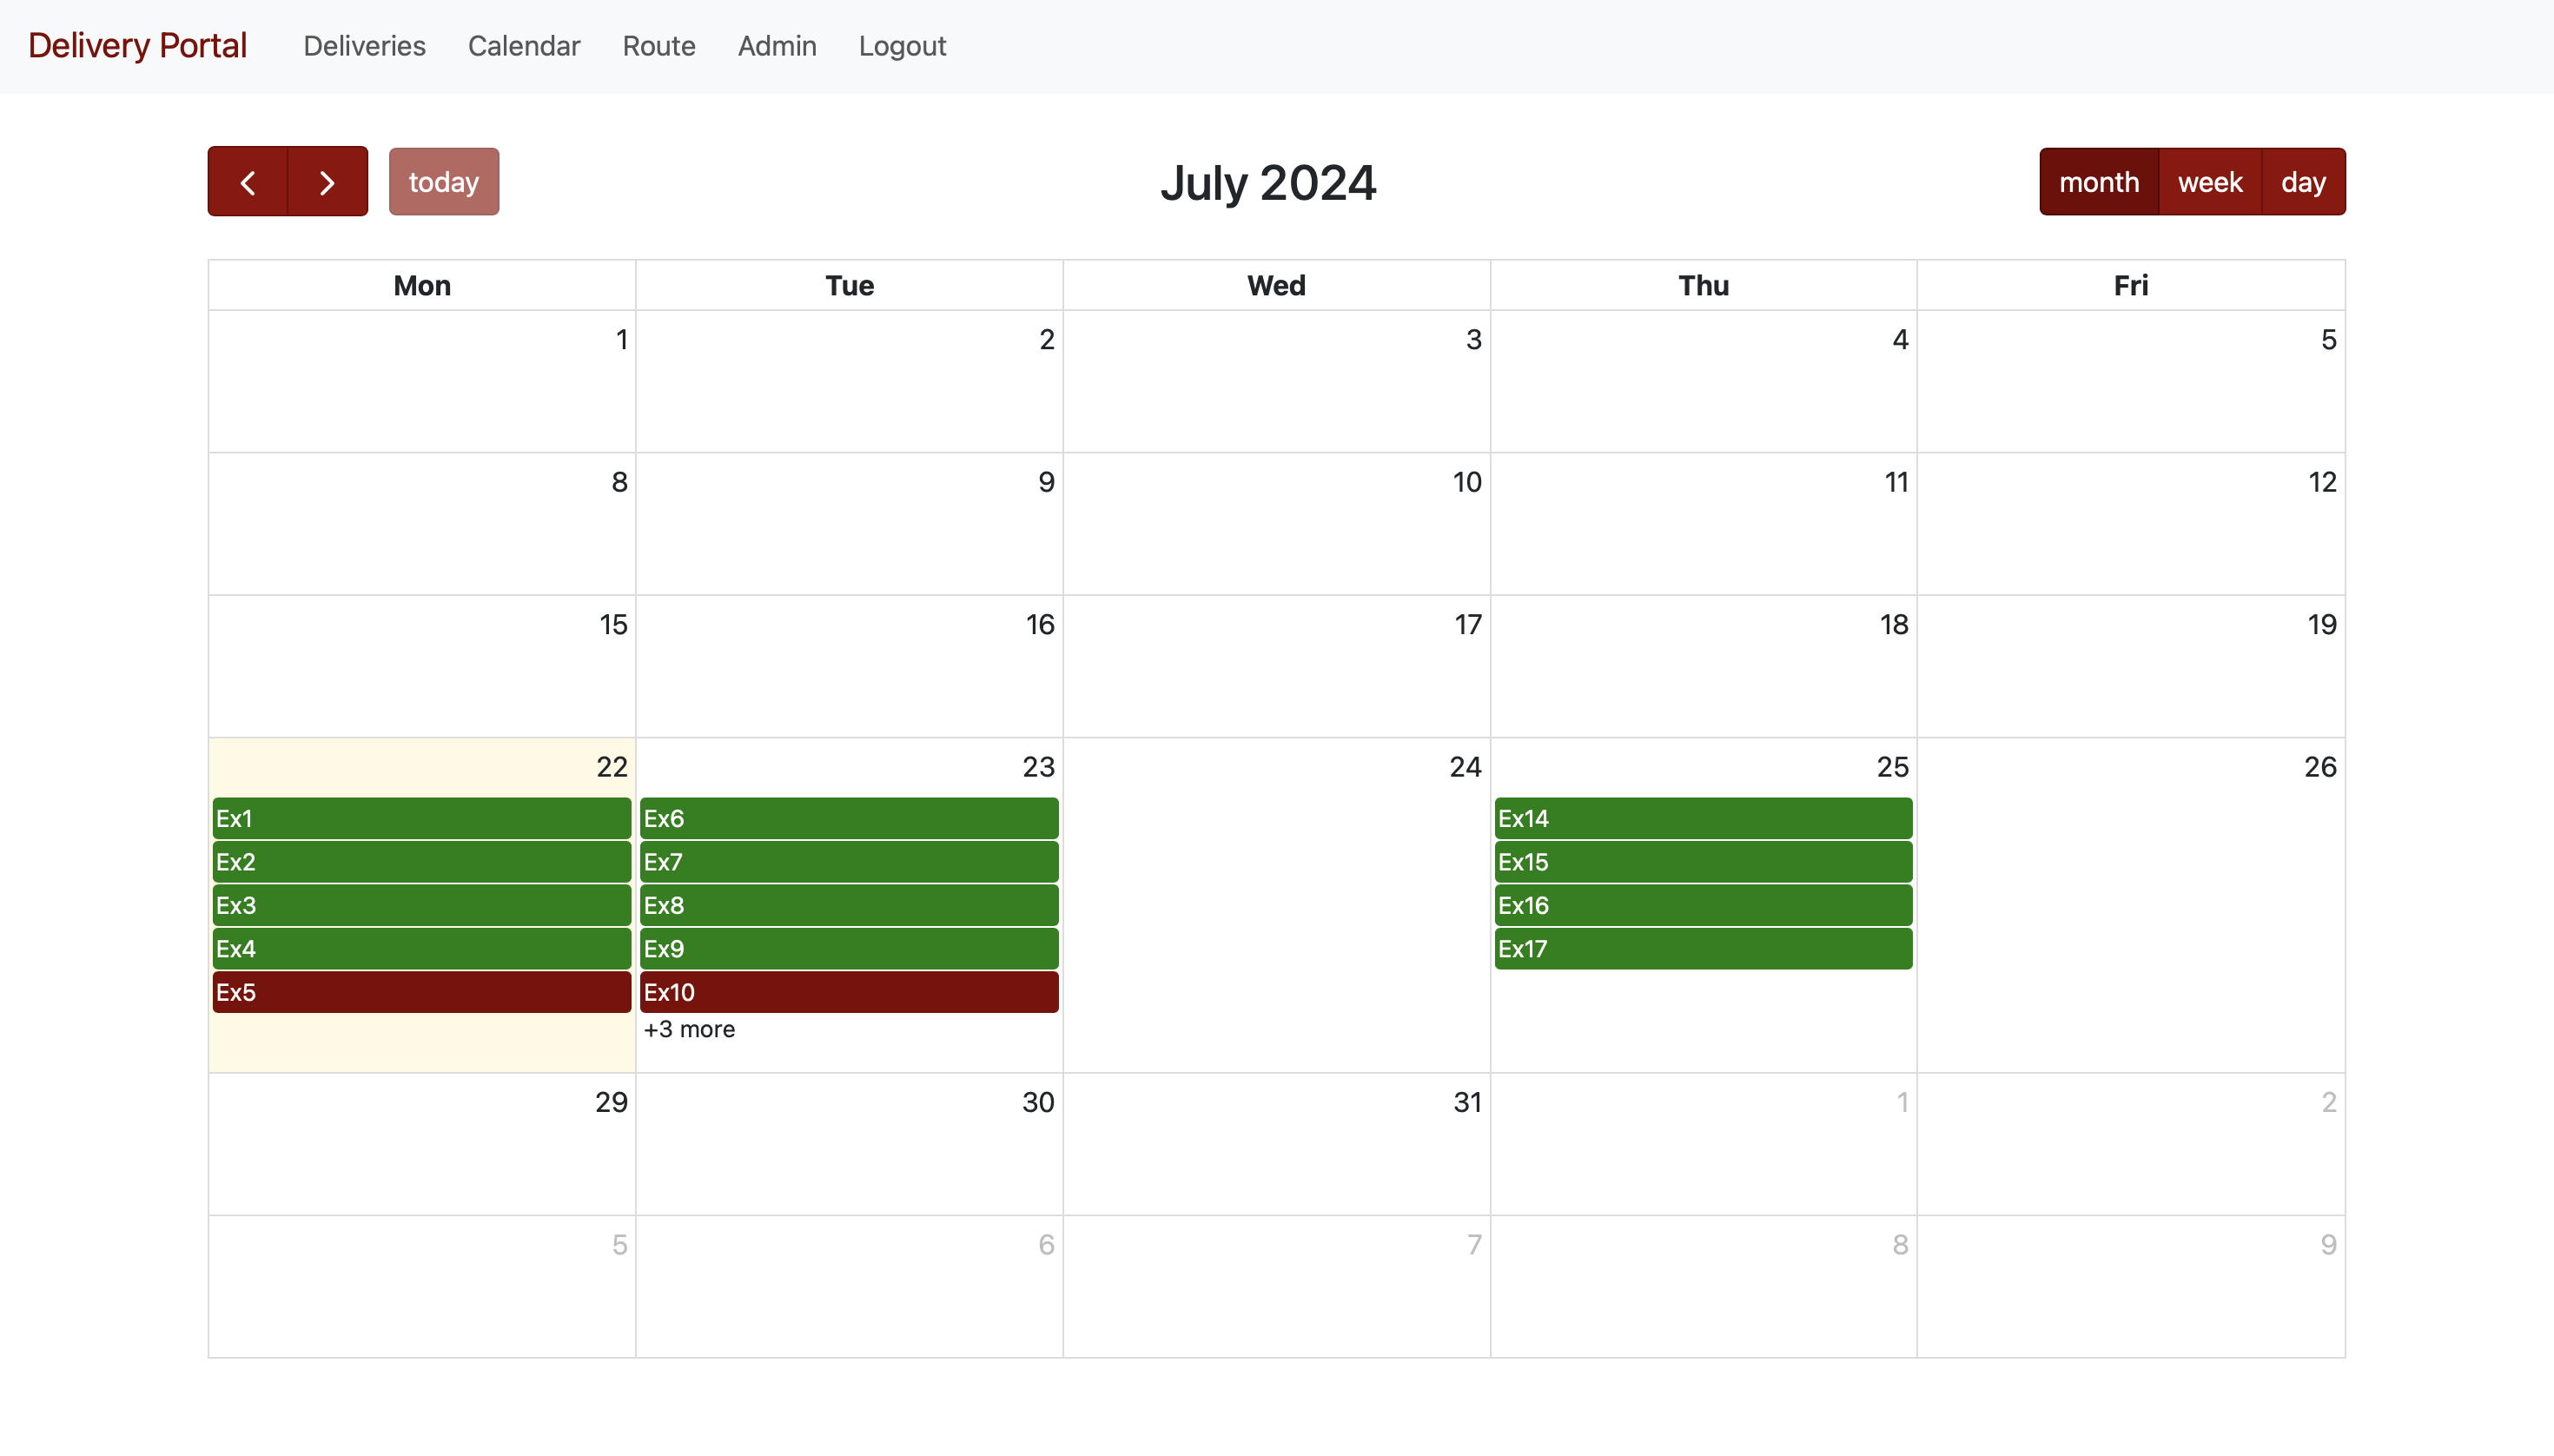 Delivery Portal Deliveries Calendar Route Admin Logout
today July 2024 month week day
Mon Tue Wed Thu Fri
1 2 3 4 5
8 9 10 11 12
15 16 17 18 19
22 23 24 25 26
Ex1 Ex6 Ex14
Ex2 Ex7 Ex15
Ex3 Ex8 Ex16
Ex4 Ex9 Ex17
Ex5 Ex10
+3 more
29 30 31 1 2
5 6 7 8 9